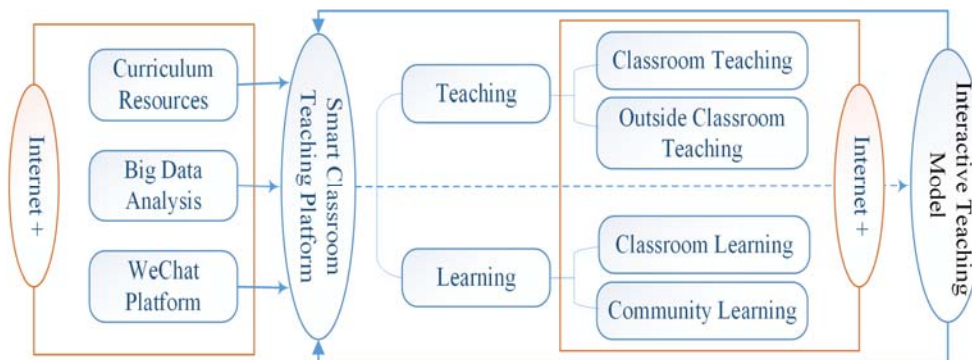 Internet +
Curriculum
Resources
Big Data
Analysis
WeChat
Platform
Smart Classroom
Teaching Platform
Teaching
Learning
Classroom Teaching
Outside Classroom
Teaching
Classroom Learning
Community Learning
Internet +
Interactive Teaching
Model